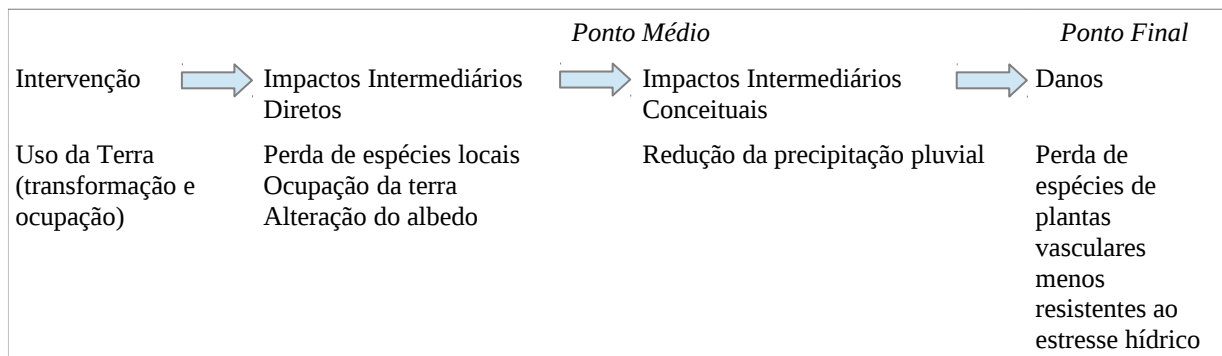 Ponto Médio
Ponto Final
Intervenção
Impactos Intermediários
Diretos
Impactos Intermediários
Conceituais
Danos
Uso da Terra
(transformação e
ocupação)
Perda de espécies locais
Ocupação da terra
Alteração do albedo
Redução da precipitação pluvial
Perda de
espécies de
plantas
vasculares
menos
resistentes ao
estresse hídrico